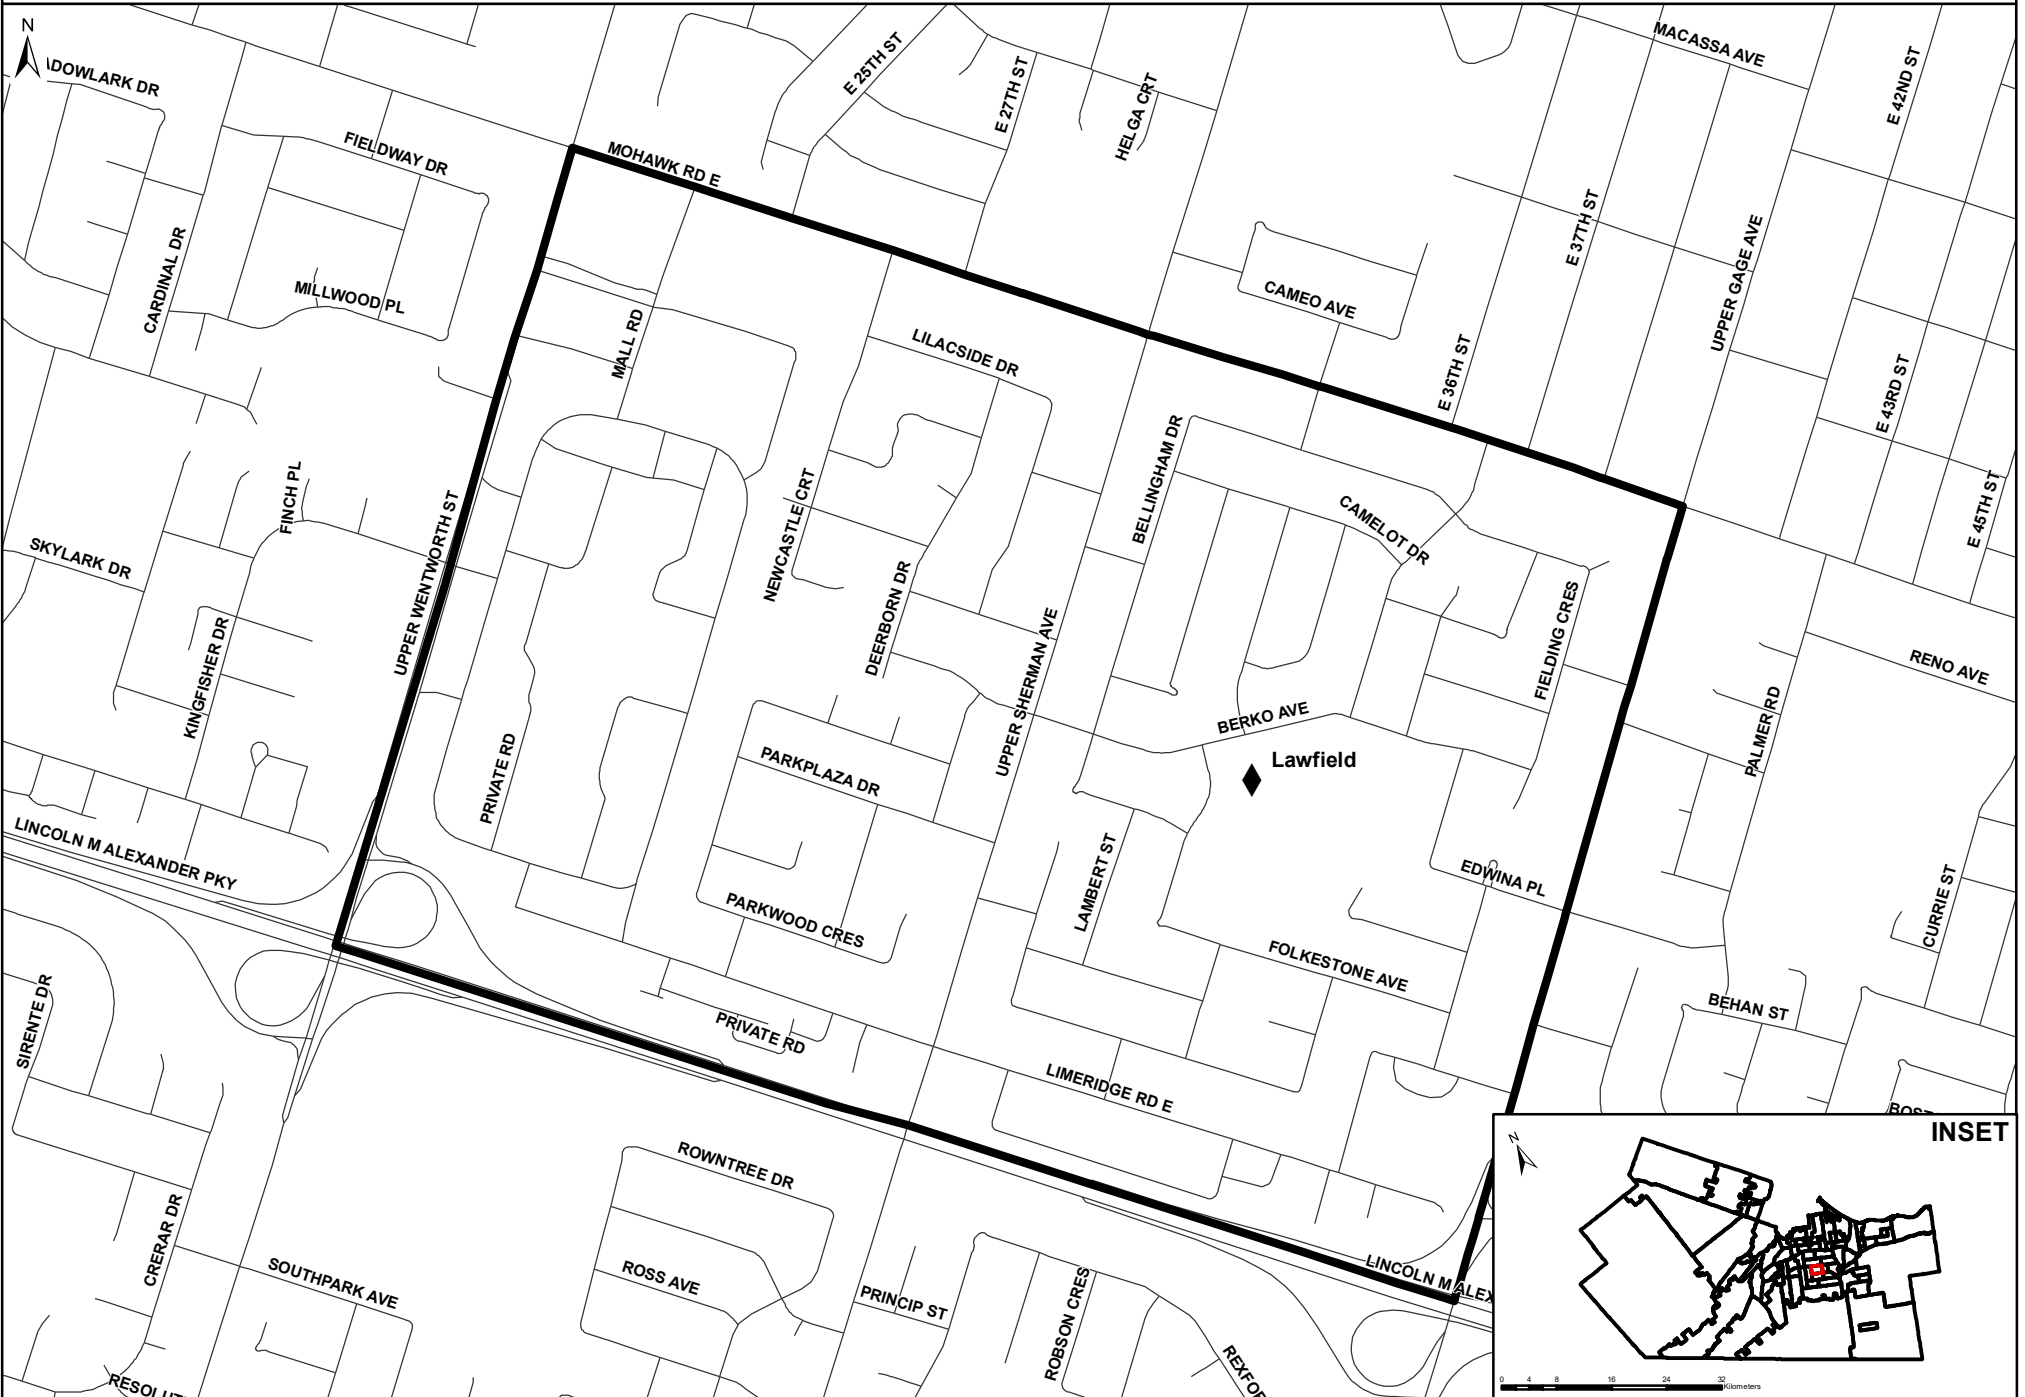 N
ADOWLARK DR
FIELDWAY DR
CARDINAL DR
MILLWOOD PL
MOHAWK RD E
E 25TH ST
E 27TH ST
HELGA CRT
MACASSA AVE
E 42ND ST
E 37TH ST
UPPER GAGE AVE
CAMEO AVE
E 36TH ST
E 43RD ST
E 45TH ST
MALL RD
LILACSIDE DR
BELLINGHAM DR
CAMELOT DR
NEWCASTLE CRT
FINCH PL
SKYLARK DR
UPPER WENTWORTH ST
DEERBORN DR
UPPER SHERMAN AVE
FIELDING CRES
RENO AVE
KINGFISHER DR
PRIVATE RD
PARKPLAZA DR
BERKO AVE
Lawfield
PALMER RD
LINCOLN M ALEXANDER PKY
LAMBERT ST
EDWINA PL
PARKWOOD CRES
CURRIE ST
FOLKESTONE AVE
SIRENTE DR
PRIVATE RD
BEHAN ST
LIMERIDGE RD E
BOST
INSET
N
ROWNTREE DR
CRERAR DR
SOUTHPARK AVE
ROSS AVE
PRINCIP ST
ROBSON CRES
LINCOLN M ALEX
REXFOR
RESOLUT
0 4 8 16 24 32
Kilometers